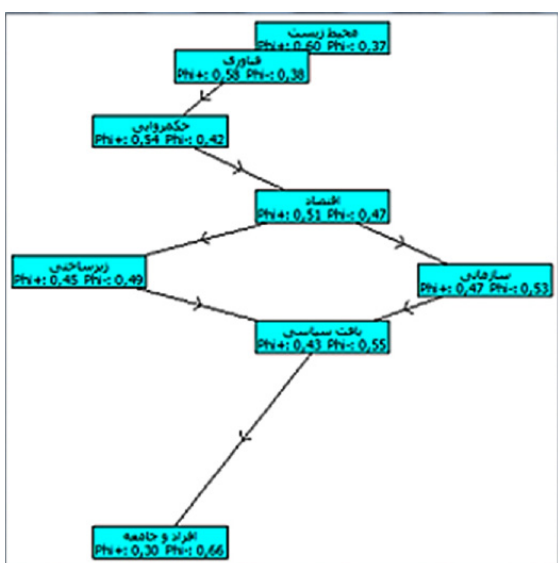 محیط زیست
Phi+: 0,60 Phi-: 0,37
فناوری
Phi+: 0,58 Phi-: 0,38
حکمروایی
Phi+: 0,54 Phi-: 0,42
اقتصاد
Phi+: 0,51 Phi-: 0,47
زیرساختی
Phi+: 0,45 Phi-: 0,49
سازمانی
Phi+: 0,47 Phi-: 0,53
بافت سیاسی
Phi+: 0,43 Phi-: 0,55
افراد و جامعه
Phi+: 0,30 Phi-: 0,66